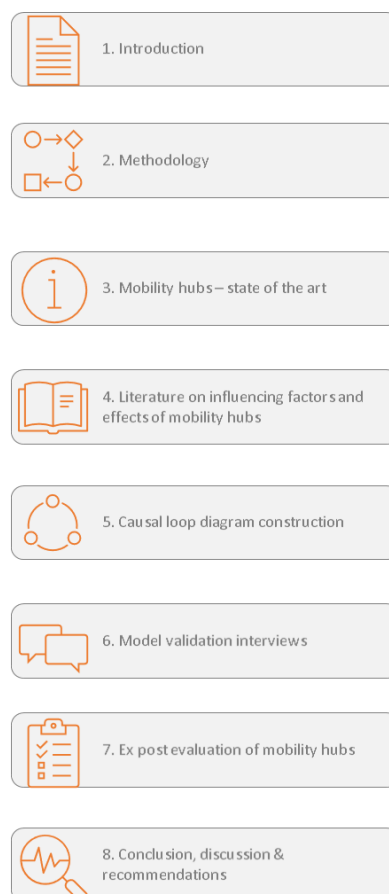 1. Introduction
2. Methodology
3. Mobility hubs – state of the art
4. Literature on influencing factors and
effects of mobility hubs
5. Causal loop diagram construction
6. Model validation interviews
7. Ex post evaluation of mobility hubs
8. Conclusion, discussion &
recommendations